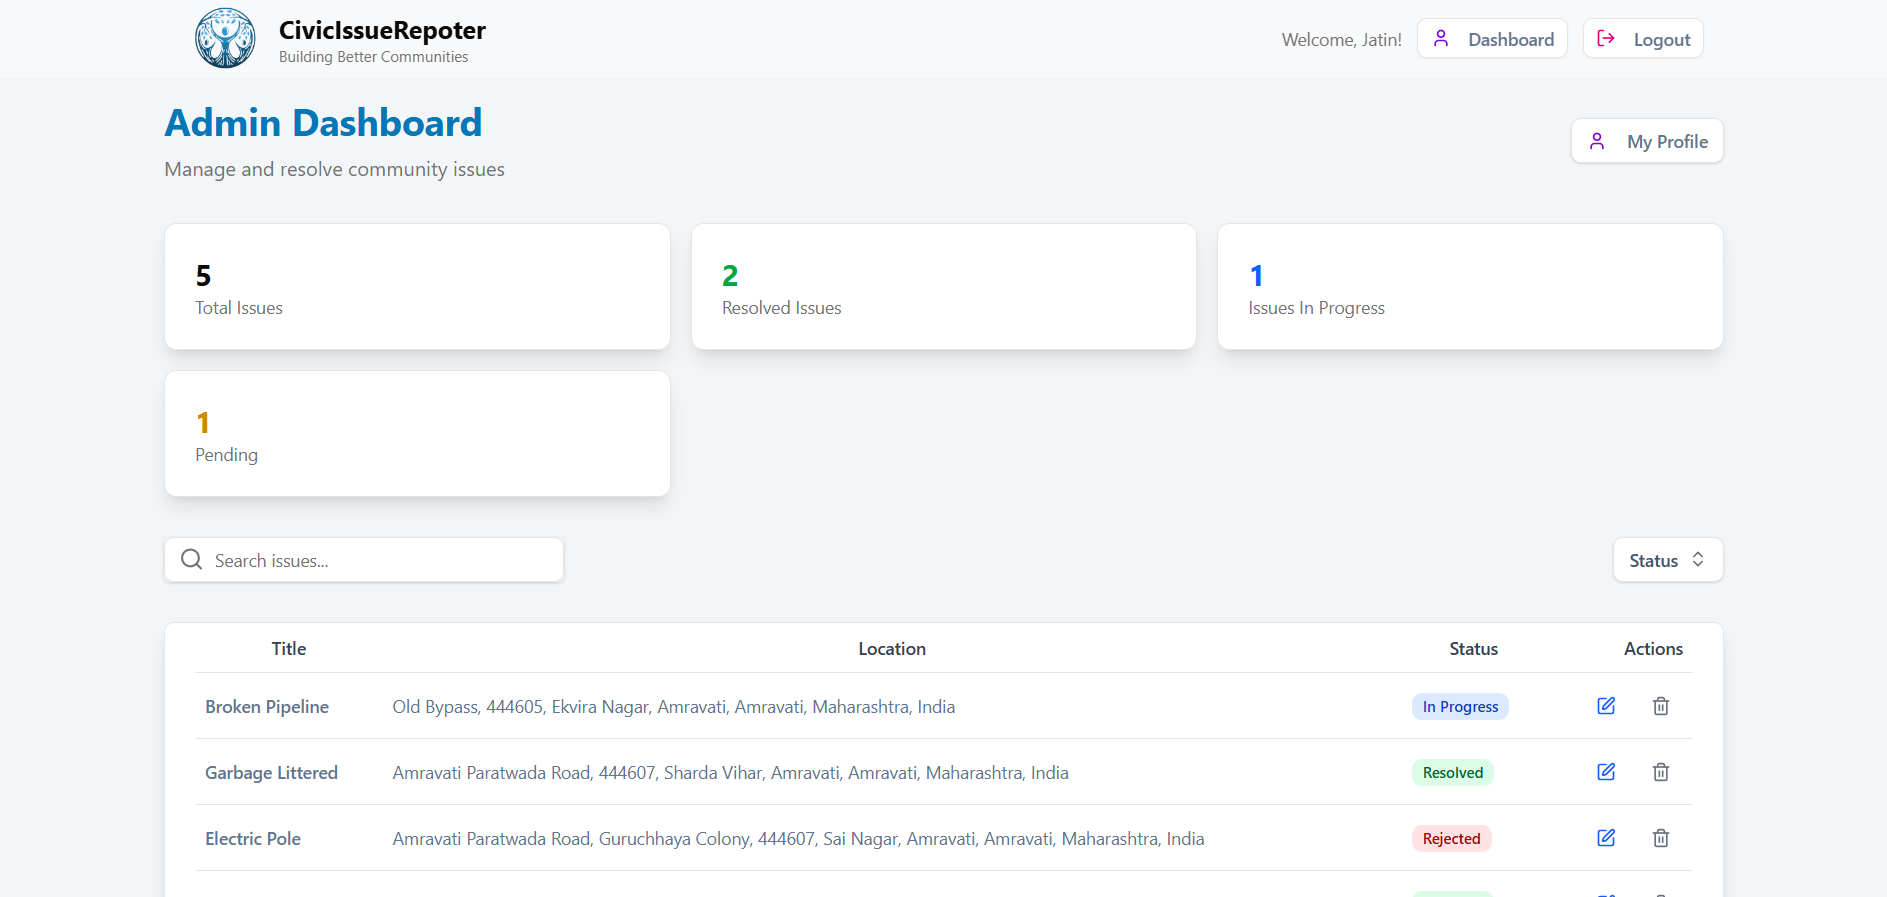 CivicIssueRepoter
Building Better Communities
Welcome, Jatin!
Dashboard
Logout
Admin Dashboard
Manage and resolve community issues
My Profile
5
Total Issues
2
Resolved Issues
1
Issues In Progress
1
Pending
Search issues...
Status
Title Location Status Actions
Broken Pipeline Old Bypass, 444605, Ekvira Nagar, Amravati, Amravati, Maharashtra, India In Progress
Garbage Littered Amravati Paratwada Road, 444607, Sharda Vihar, Amravati, Amravati, Maharashtra, India Resolved
Electric Pole Amravati Paratwada Road, Guruchhaya Colony, 444607, Sai Nagar, Amravati, Amravati, Maharashtra, India Rejected